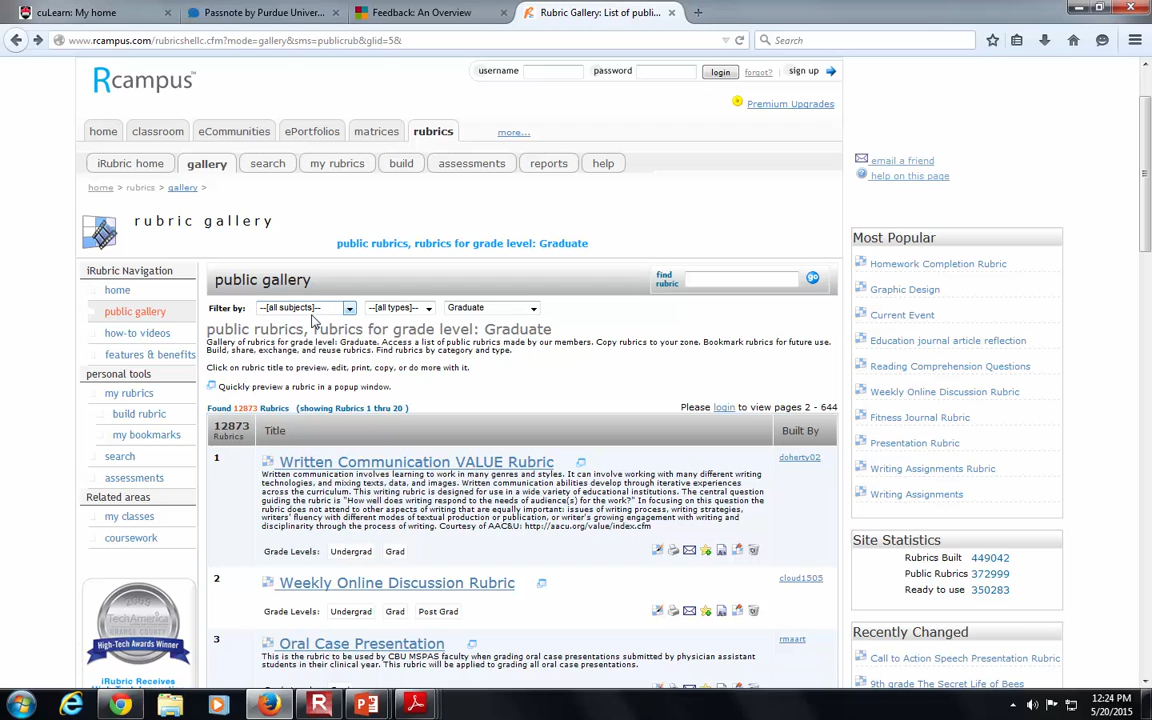 cuLearn: My home
Passnote by Purdue Univer...
Feedback: An Overview
Rubric Gallery: List of publi...
www.rcampus.com/rubricshellc.cfm?mode=gallery&sms=publicrub&glid=5&
Search
Rcampus™
username
password
login
forgot?
sign up
Premium Upgrades
home
classroom
eCommunities
ePortfolios
matrices
rubrics
more...
iRubric home
gallery
search
my rubrics
build
assessments
reports
help
email a friend
help on this page
home > rubrics > gallery >
rubric gallery
public rubrics, rubrics for grade level: Graduate
iRubric Navigation
home
public gallery
how-to videos
features & benefits
personal tools
my rubrics
build rubric
my bookmarks
search
assessments
Related areas
my classes
coursework
2009
TechAmerica
ORANGE COUNTY
High-Tech Awards Winner
iRubric Receives
public gallery
find rubric
go
Filter by:
--[all subjects]--
--[all types]--
Graduate
public rubrics, rubrics for grade level: Graduate
Gallery of rubrics for grade level: Graduate. Access a list of public rubrics made by our members. Copy rubrics to your zone. Bookmark rubrics for future use.
Build, share, exchange, and reuse rubrics. Find rubrics by category and type.
Click on rubric title to preview, edit, print, copy, or do more with it.
Quickly preview a rubric in a popup window.
Found 12873 Rubrics (showing Rubrics 1 thru 20 )
Please login to view pages 2 - 644
12873 Rubrics
Title
Built By
1
Written Communication VALUE Rubric
doherty02
Written communication involves learning to work in many genres and styles. It can involve working with many different writing
technologies, and mixing texts, data, and images. Written communication abilities develop through iterative experiences
across the curriculum. This writing rubric is designed for use in a wide variety of educational institutions. The central question
guiding the rubric is "How well does writing respond to the needs of audience(s) for the work?" In focusing on this question
the rubric does not attend to other aspects of writing that are equally important: issues of writing process, writing strategies,
writers' fluency with different modes of textual production or publication, or writer's growing engagement with writing and
disciplinarity through the process of writing. Courtesy of AAC&U: http://aacu.org/value/index.cfm
Grade Levels: Undergrad Grad
2
Weekly Online Discussion Rubric
cloud1505
Grade Levels: Undergrad Grad Post Grad
3
Oral Case Presentation
rmaart
This is the rubric to be used by CBU MSPAS faculty when grading oral case presentations submitted by physician assistant
students in their clinical year. This rubric will be applied to grading all oral case presentations.
Most Popular
Homework Completion Rubric
Graphic Design
Current Event
Education journal article reflection
Reading Comprehension Questions
Weekly Online Discussion Rubric
Fitness Journal Rubric
Presentation Rubric
Writing Assignments Rubric
Writing Assignments
Site Statistics
Rubrics Built 449042
Public Rubrics 372999
Ready to use 350283
Recently Changed
Call to Action Speech Presentation Rubric
9th grade The Secret Life of Bees
12:24 PM
5/20/2015